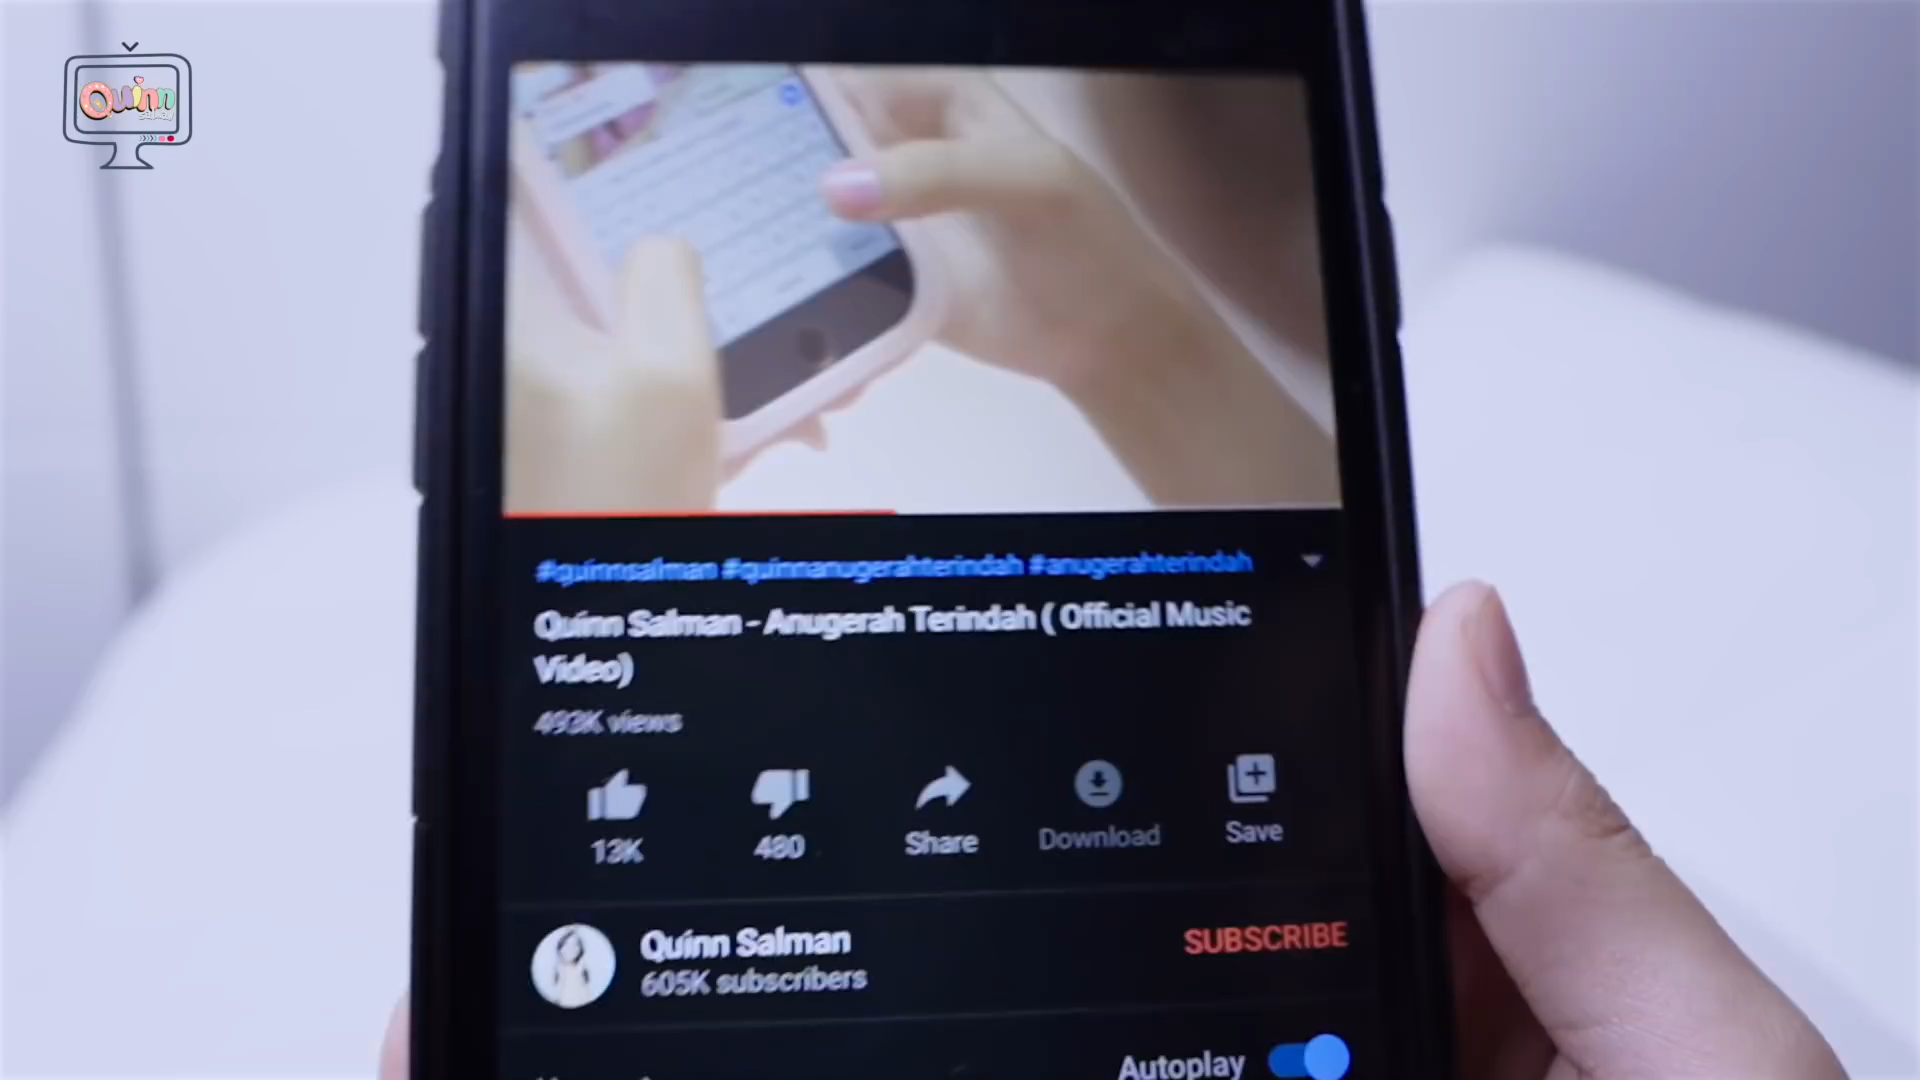 Quinn
Salman
#quinnsalman #quinnanugerahterindah #anugerahterindah
Quinn Salman - Anugerah Terindah ( Official Music
Video)
493K views
13K
480
Share
Download
Save
Quinn Salman
605K subscribers
SUBSCRIBE
Autoplay